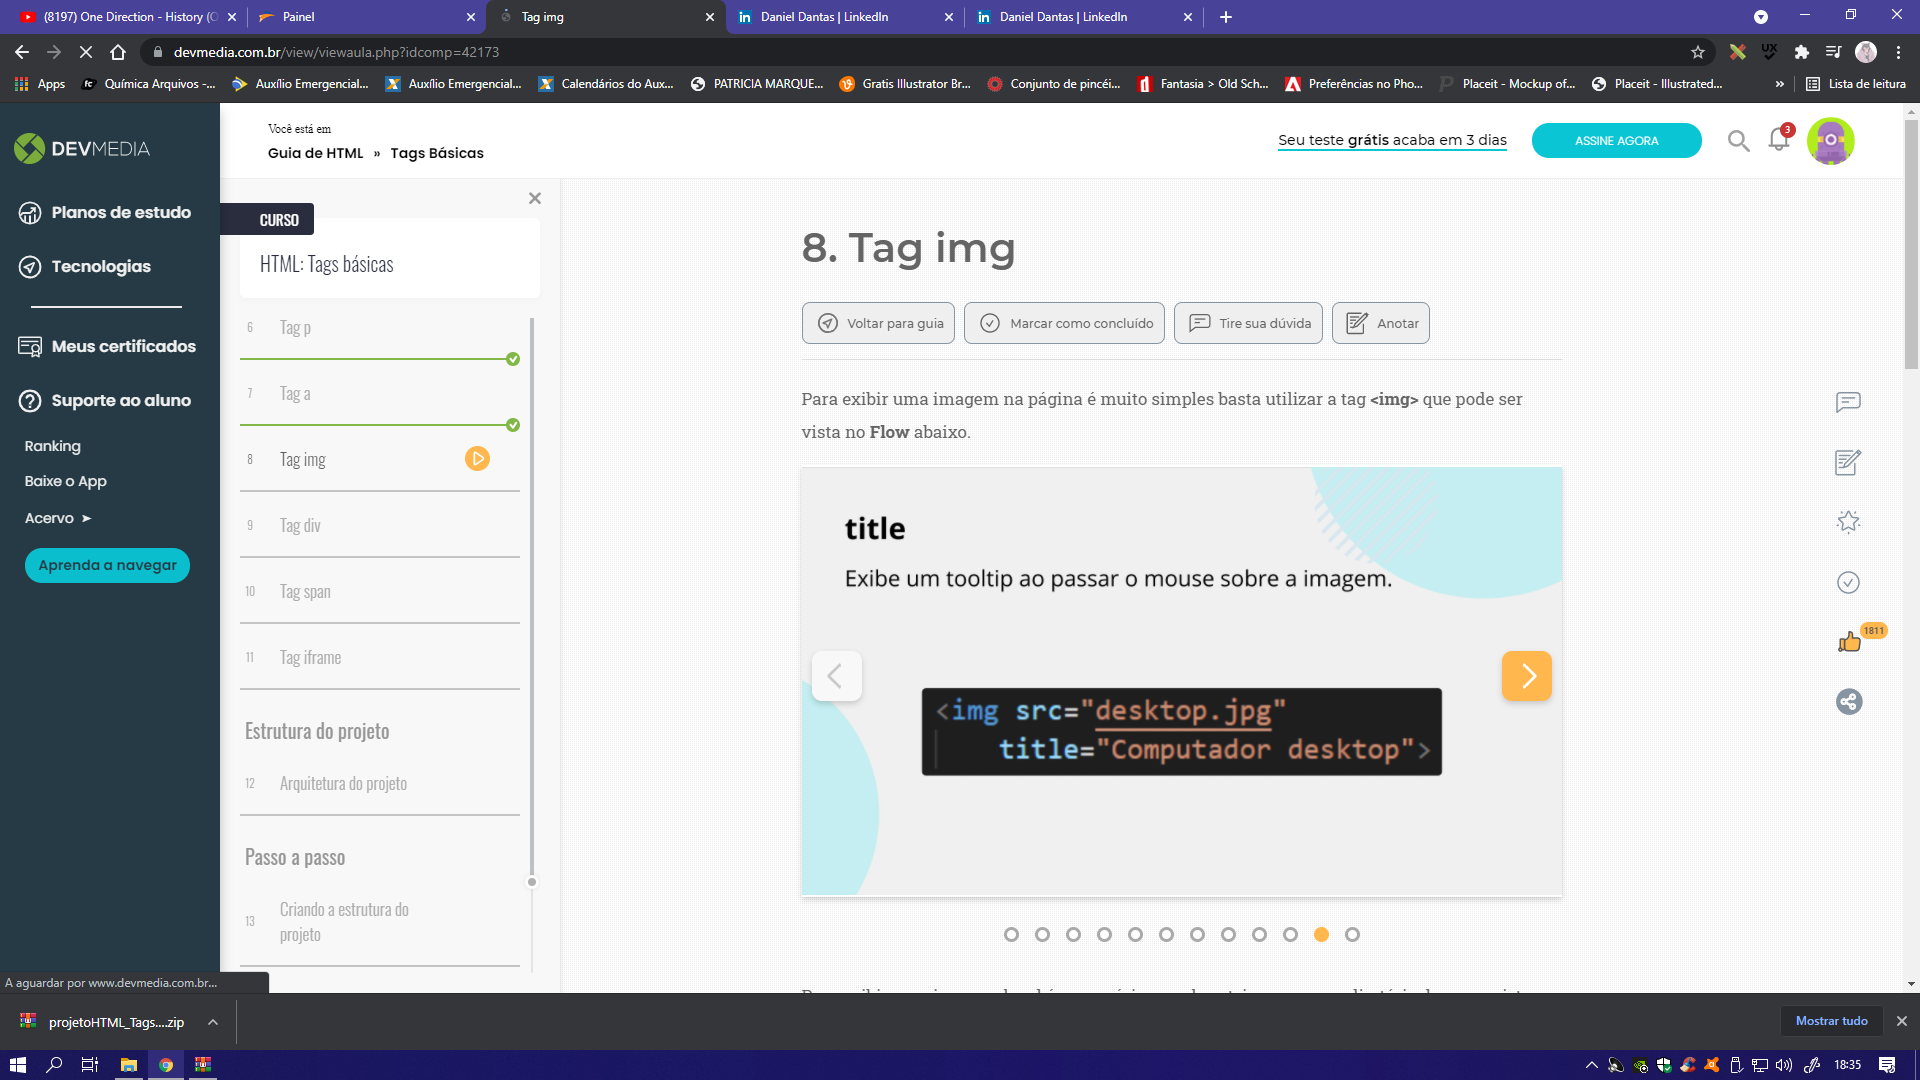 (8197) One Direction - History (O
Painel
Tag img
Daniel Dantas | LinkedIn
Daniel Dantas | LinkedIn
devmedia.com.br/view/viewaula.php?idcomp=42173
Apps
Química Arquivos -...
Auxílio Emergencial...
Auxílio Emergencial...
Calendários do Aux...
PATRICIA MARQUE...
Gratis Illustrator Br...
Conjunto de pincéi...
Fantasia > Old Sch...
Preferências no Pho...
Placeit - Mockup of...
Placeit - Illustrated...
»
Lista de leitura
DEVMEDIA
Planos de estudo
Tecnologias
Meus certificados
Suporte ao aluno
Ranking
Baixe o App
Acervo ➤
Aprenda a navegar
Você está em
Guia de HTML » Tags Básicas
Seu teste grátis acaba em 3 dias
ASSINE AGORA
3
CURSO
HTML: Tags básicas
6 Tag p
7 Tag a
8 Tag img
9 Tag div
10 Tag span
11 Tag iframe
Estrutura do projeto
12 Arquitetura do projeto
Passo a passo
13 Criando a estrutura do
projeto
8. Tag img
Voltar para guia
Marcar como concluído
Tire sua dúvida
Anotar
Para exibir uma imagem na página é muito simples basta utilizar a tag <img> que pode ser
vista no Flow abaixo.
title
Exibe um tooltip ao passar o mouse sobre a imagem.
<img src="desktop.jpg"
title="Computador desktop">
1811
A aguardar por www.devmedia.com.br...
projetoHTML_Tags....zip
Mostrar tudo
18:35